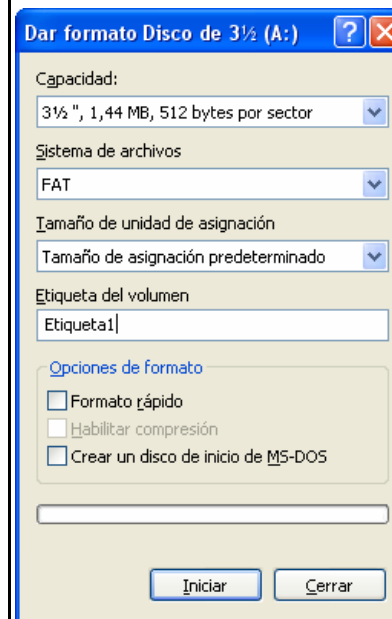 Dar formato Disco de 3½ (A:)
Capacidad:
3½ ", 1,44 MB, 512 bytes por sector
Sistema de archivos
FAT
Tamaño de unidad de asignación
Tamaño de asignación predeterminado
Etiqueta del volumen
Etiqueta1
Opciones de formato
Formato rápido
Habilitar compresión
Crear un disco de inicio de MS-DOS
Iniciar
Cerrar